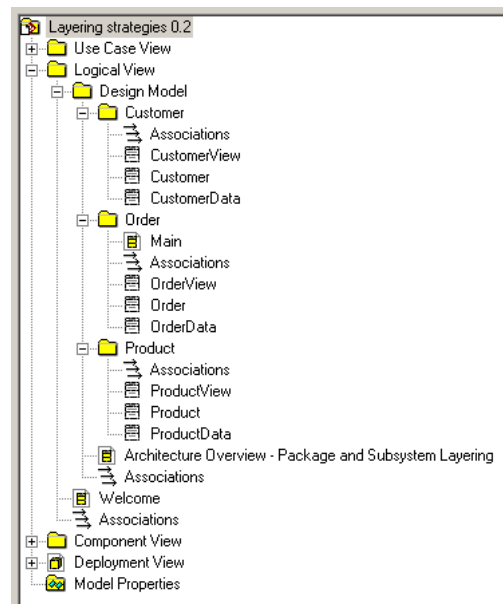 Layering strategies 0.2
Use Case View
Logical View
Design Model
Customer
Associations
CustomerView
Customer
CustomerData
Order
Main
Associations
OrderView
Order
OrderData
Product
Associations
ProductView
Product
ProductData
Architecture Overview - Package and Subsystem Layering
Associations
Welcome
Associations
Component View
Deployment View
Model Properties